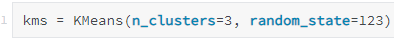 1 kms = KMeans(n_clusters=3, random_state=123)